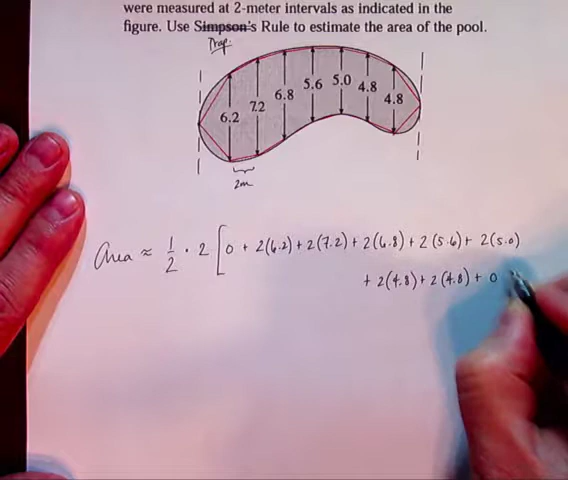 were measured at 2-meter intervals as indicated in the
figure. Use Simpson's Rule to estimate the area of the pool.
Trap.
6.2 7.2 6.8 5.6 5.0 4.8 4.8
2m
Area ≈ 1/2 · 2 [0 + 2(6.2) + 2(7.2) + 2(6.8) + 2(5.6) + 2(5.0)
+ 2(4.8) + 2(4.8) + 0